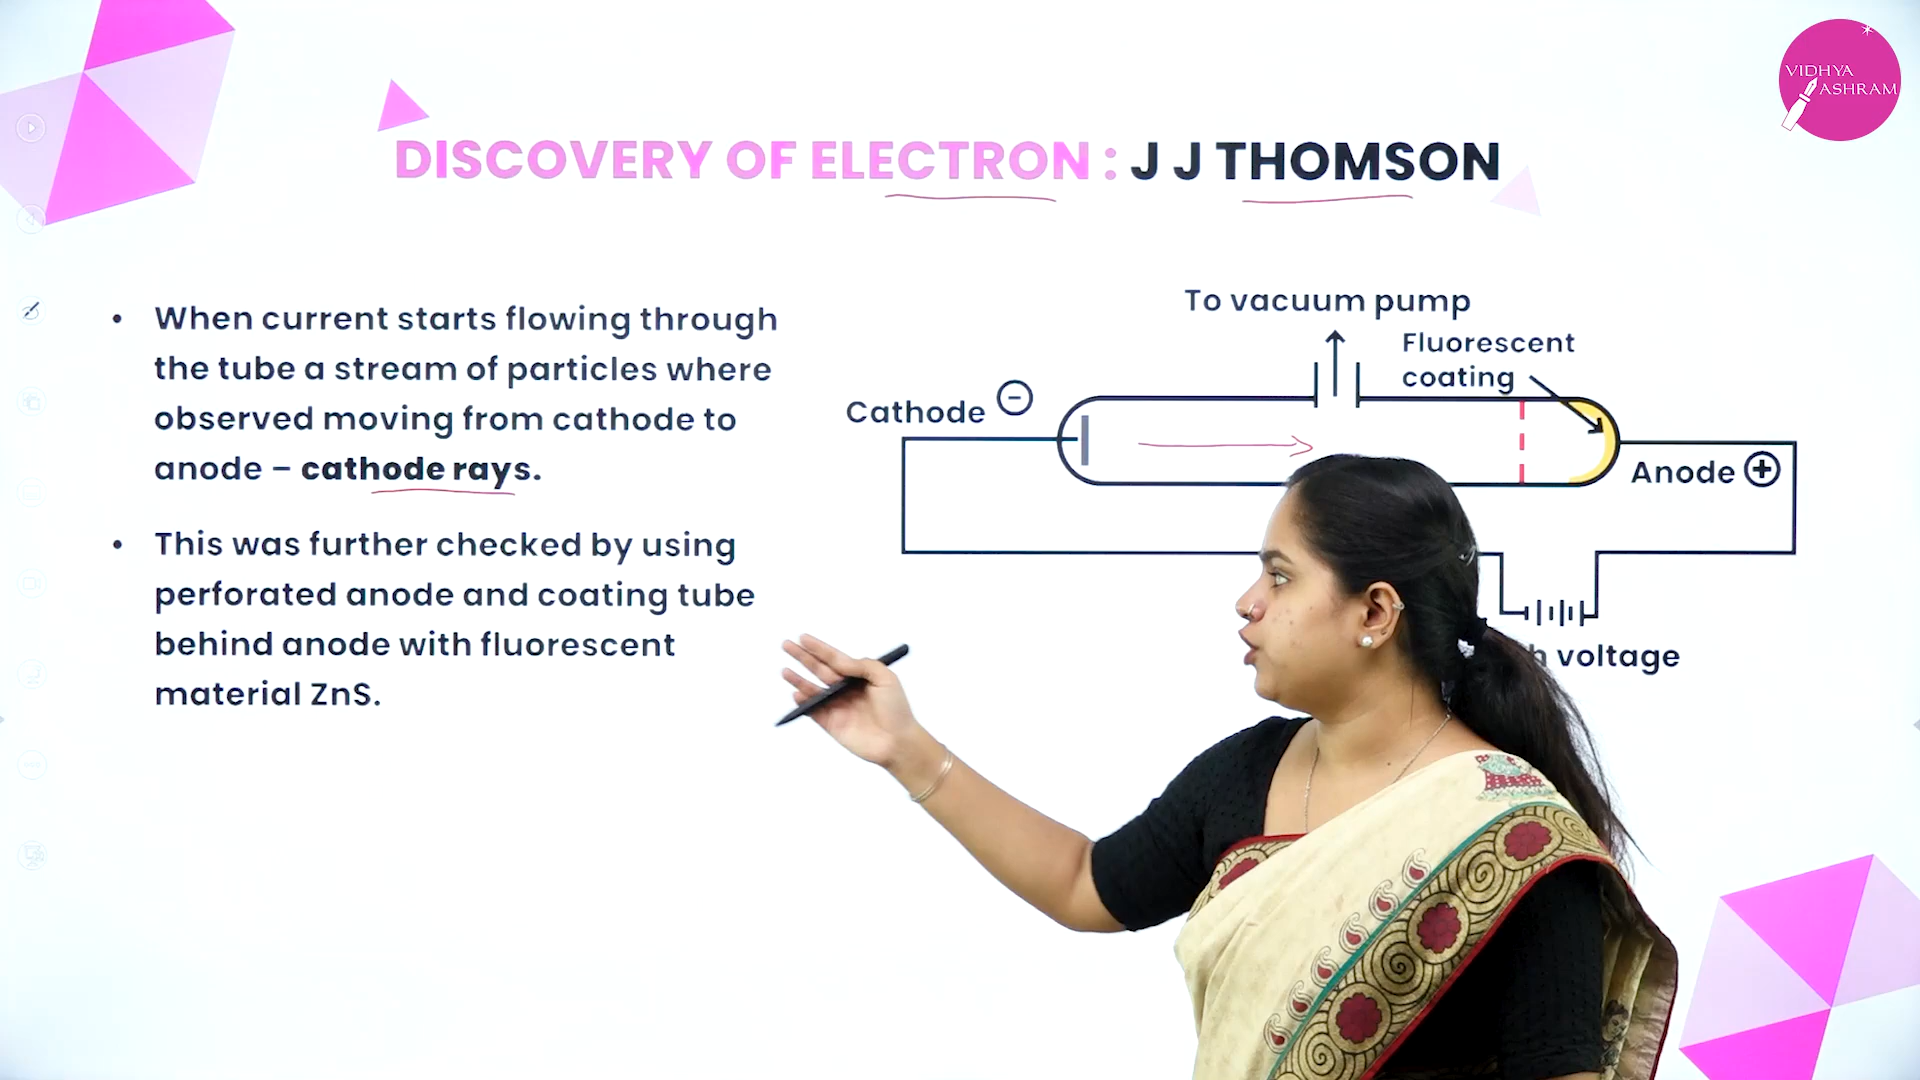 VIDHYA
ASHRAM
DISCOVERY OF ELECTRON : J J THOMSON
• When current starts flowing through
the tube a stream of particles where
observed moving from cathode to
anode – cathode rays.
• This was further checked by using
perforated anode and coating tube
behind anode with fluorescent
material ZnS.
To vacuum pump
Fluorescent
coating
Cathode −
Anode +
voltage